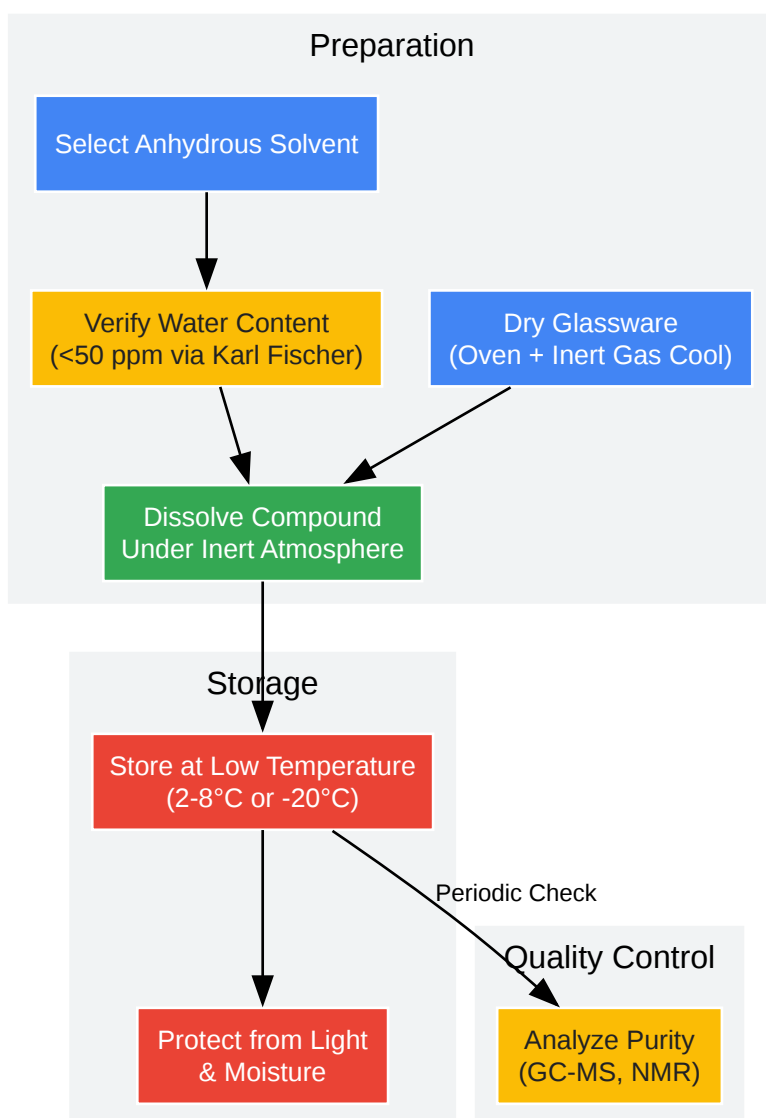 Preparation
Select Anhydrous Solvent
Verify Water Content
(<50 ppm via Karl Fischer)
Dry Glassware
(Oven + Inert Gas Cool)
Dissolve Compound
Under Inert Atmosphere
Storage
Store at Low Temperature
(2-8°C or -20°C)
Periodic Check
Quality Control
Protect from Light
& Moisture
Analyze Purity
(GC-MS, NMR)